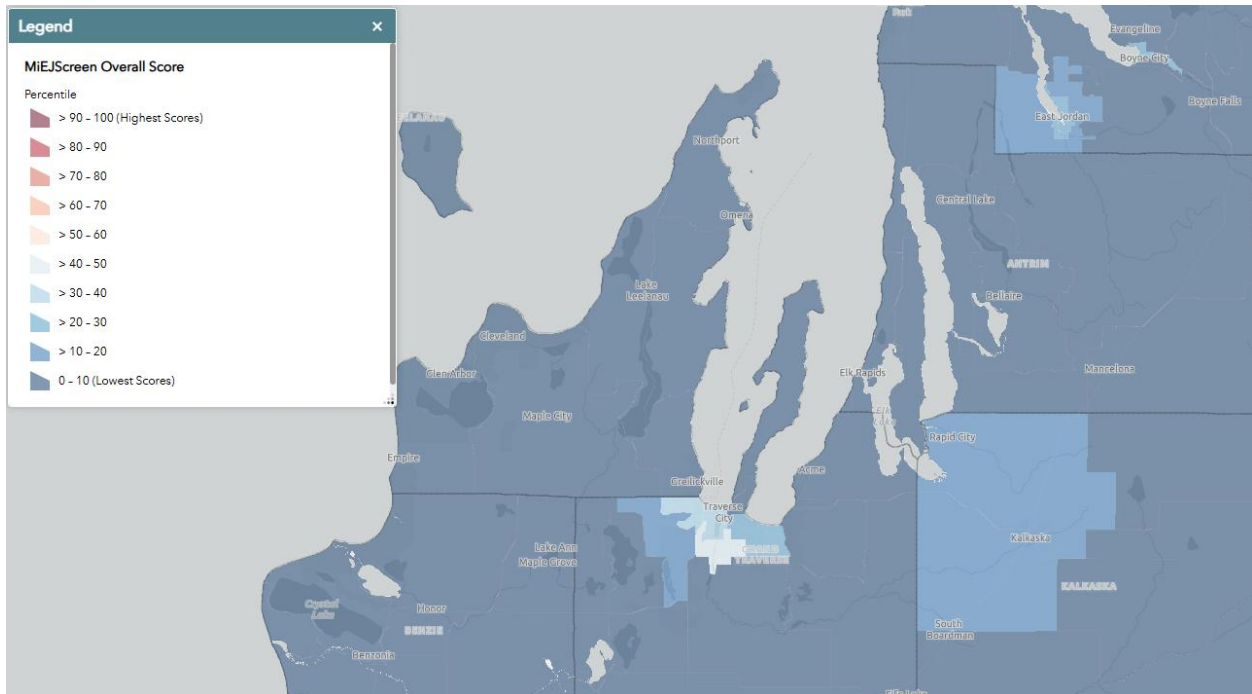 Legend ×
MiEJScreen Overall Score
Percentile
> 90 - 100 (Highest Scores)
> 80 - 90
> 70 - 80
> 60 - 70
> 50 - 60
> 40 - 50
> 30 - 40
> 20 - 30
> 10 - 20
0 - 10 (Lowest Scores)
Park
Evangeline
Boyne City
Boyne Falls
East Jordan
Northport
Central Lake
Omena
ANTRIM
Lake
Leelanau
Bellaire
Cleveland
Glen Arbor
Elk Rapids
Mancelona
Maple City
Elk
Lake
Rapid City
Empire
Acme
Greilickville
Traverse
City
Kalkaska
Lake Ann
Maple Grove
GRAND
TRAVERSE
KALKASKA
Crystal
Lake
Honor
BENZIE
South
Boardman
Benzonia